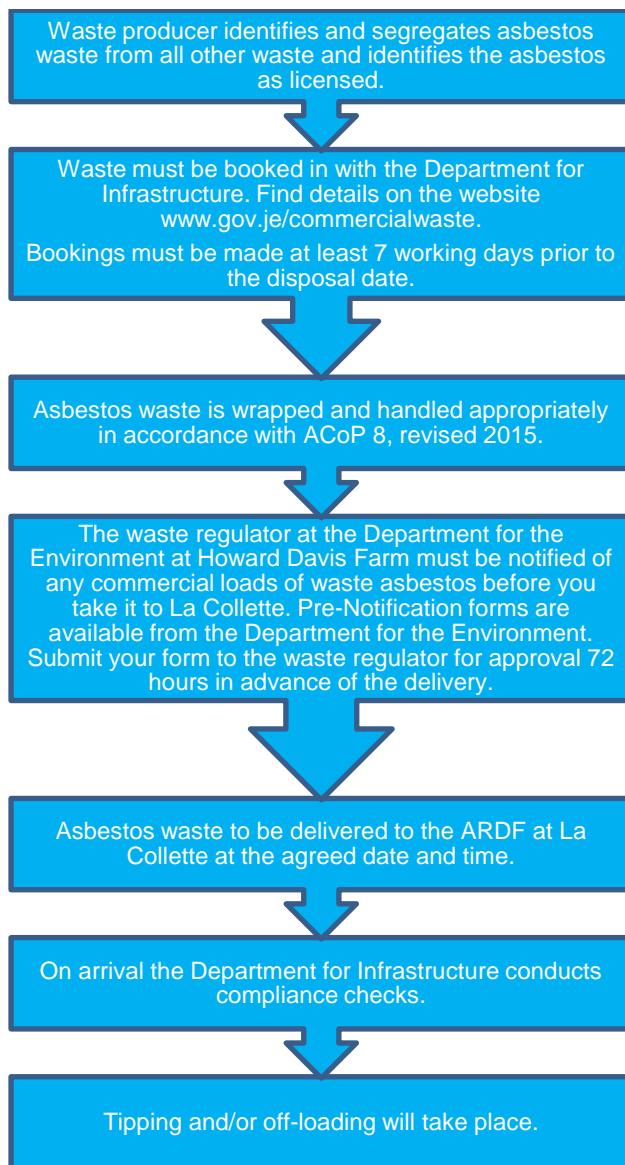 Waste producer identifies and segregates asbestos
waste from all other waste and identifies the asbestos
as licensed.
Waste must be booked in with the Department for
Infrastructure. Find details on the website
www.gov.je/commercialwaste.
Bookings must be made at least 7 working days prior to
the disposal date.
Asbestos waste is wrapped and handled appropriately
in accordance with ACoP 8, revised 2015.
The waste regulator at the Department for the
Environment at Howard Davis Farm must be notified of
any commercial loads of waste asbestos before you
take it to La Collette. Pre-Notification forms are
available from the Department for the Environment.
Submit your form to the waste regulator for approval 72
hours in advance of the delivery.
Asbestos waste to be delivered to the ARDF at La
Collette at the agreed date and time.
On arrival the Department for Infrastructure conducts
compliance checks.
Tipping and/or off-loading will take place.